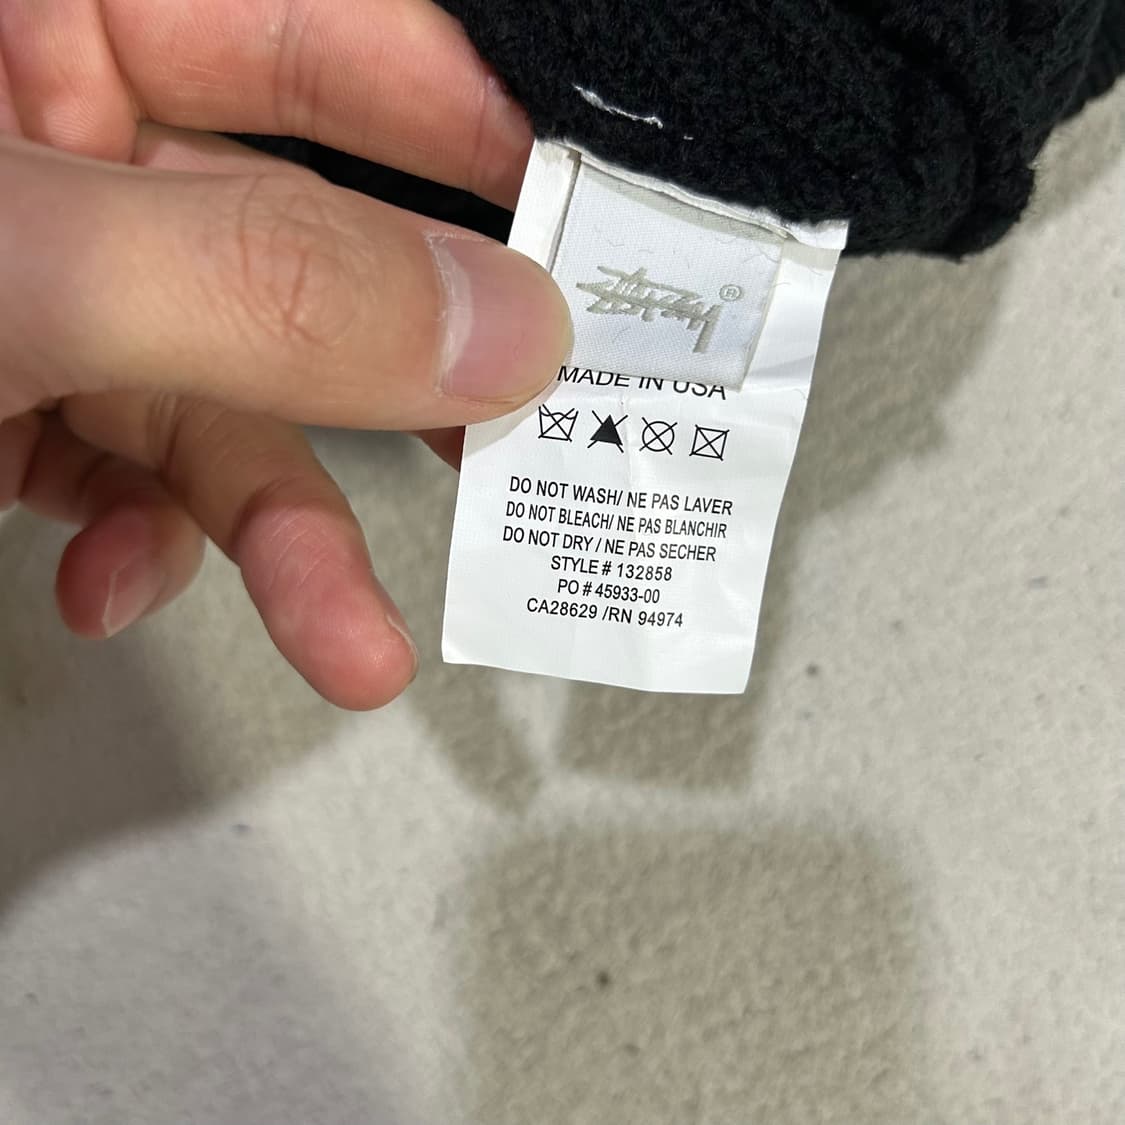 Stüssy ®
MADE IN USA
DO NOT WASH/ NE PAS LAVER
DO NOT BLEACH/ NE PAS BLANCHIR
DO NOT DRY / NE PAS SECHER
STYLE # 132858
PO # 45933-00
CA28629 /RN 94974